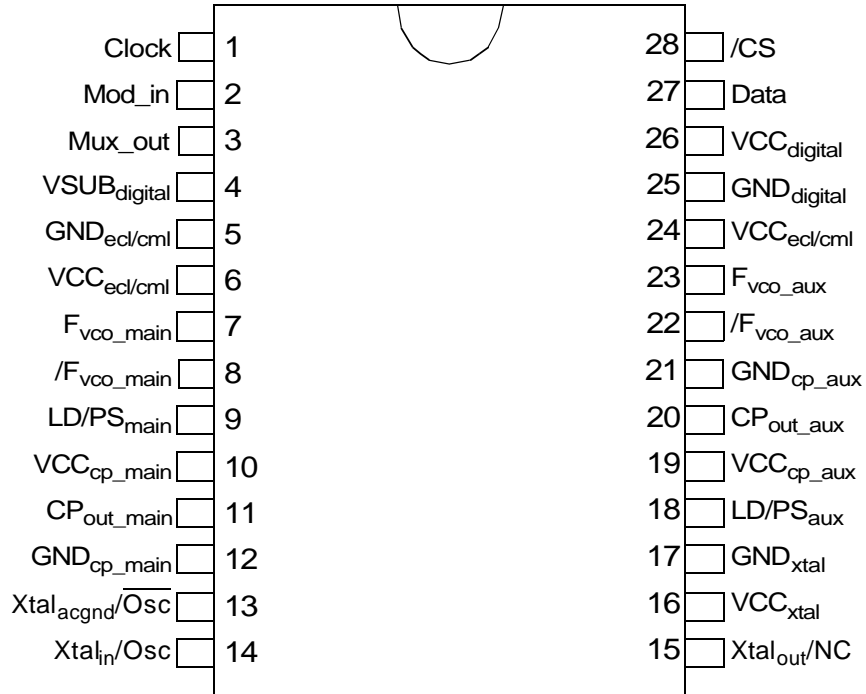 Clock 1 28 /CS
Mod_in 2 27 Data
Mux_out 3 26 VCCdigital
VSUBdigital 4 25 GNDdigital
GNDecl/cml 5 24 VCCecl/cml
VCCecl/cml 6 23 Fvco_aux
Fvco_main 7 22 /Fvco_aux
/Fvco_main 8 21 GNDcp_aux
LD/PSmain 9 20 CPout_aux
VCCcp_main 10 19 VCCcp_aux
CPout_main 11 18 LD/PSaux
GNDcp_main 12 17 GNDxtal
Xtalacgnd/O̅s̅c̅ 13 16 VCCxtal
Xtalin/Osc 14 15 Xtalout/NC